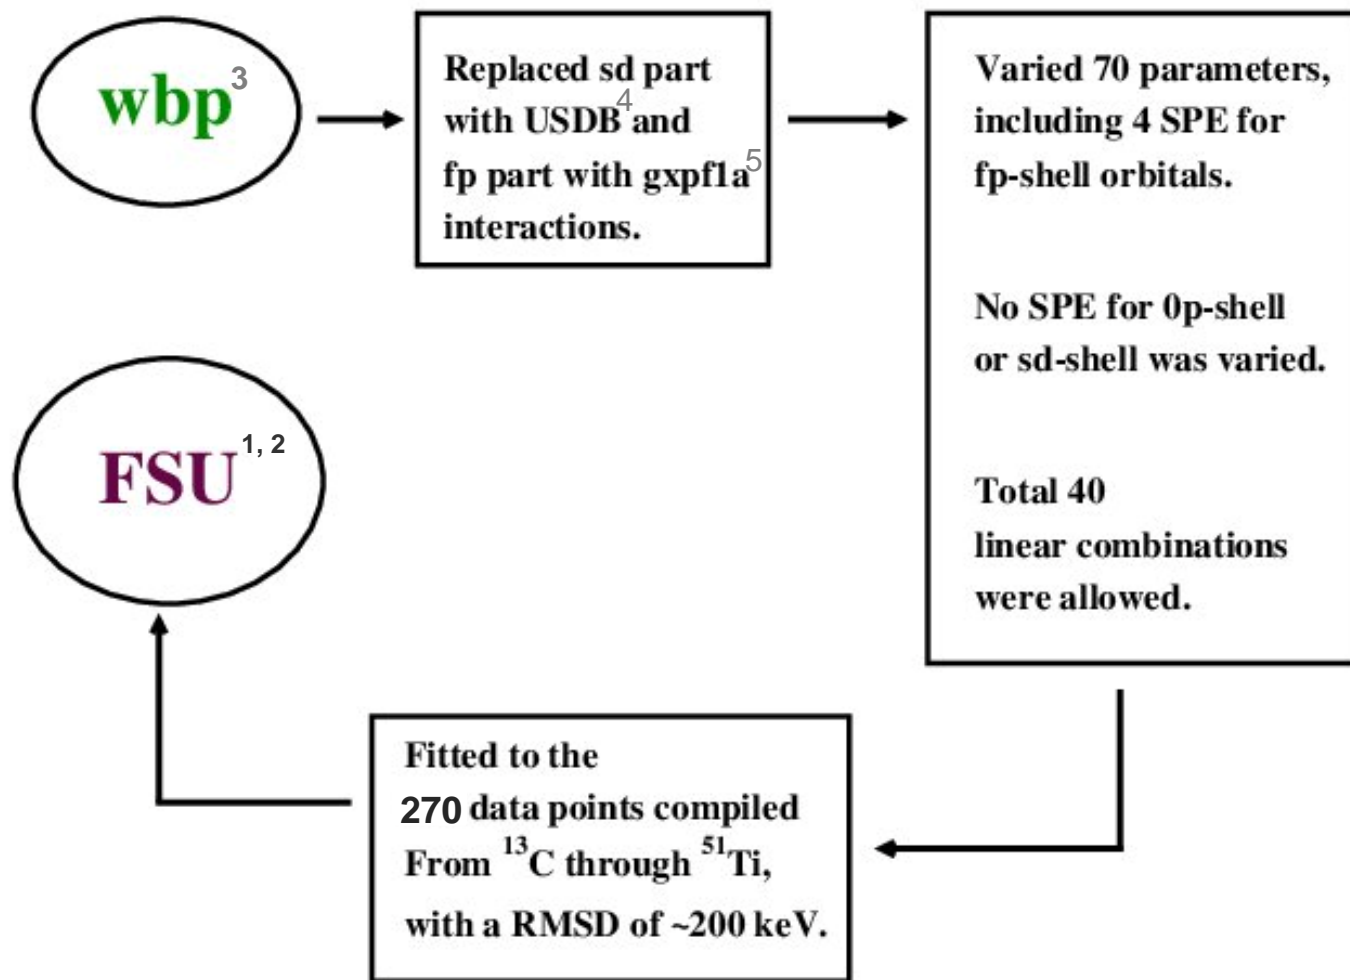 wbp³
Replaced sd part
with USDB⁴ and
fp part with gxpf1a⁵
interactions.
Varied 70 parameters,
including 4 SPE for
fp-shell orbitals.
No SPE for 0p-shell
or sd-shell was varied.
Total 40
linear combinations
were allowed.
Fitted to the
270 data points compiled
From ¹³C through ⁵¹Ti,
with a RMSD of ~200 keV.
FSU¹, ²